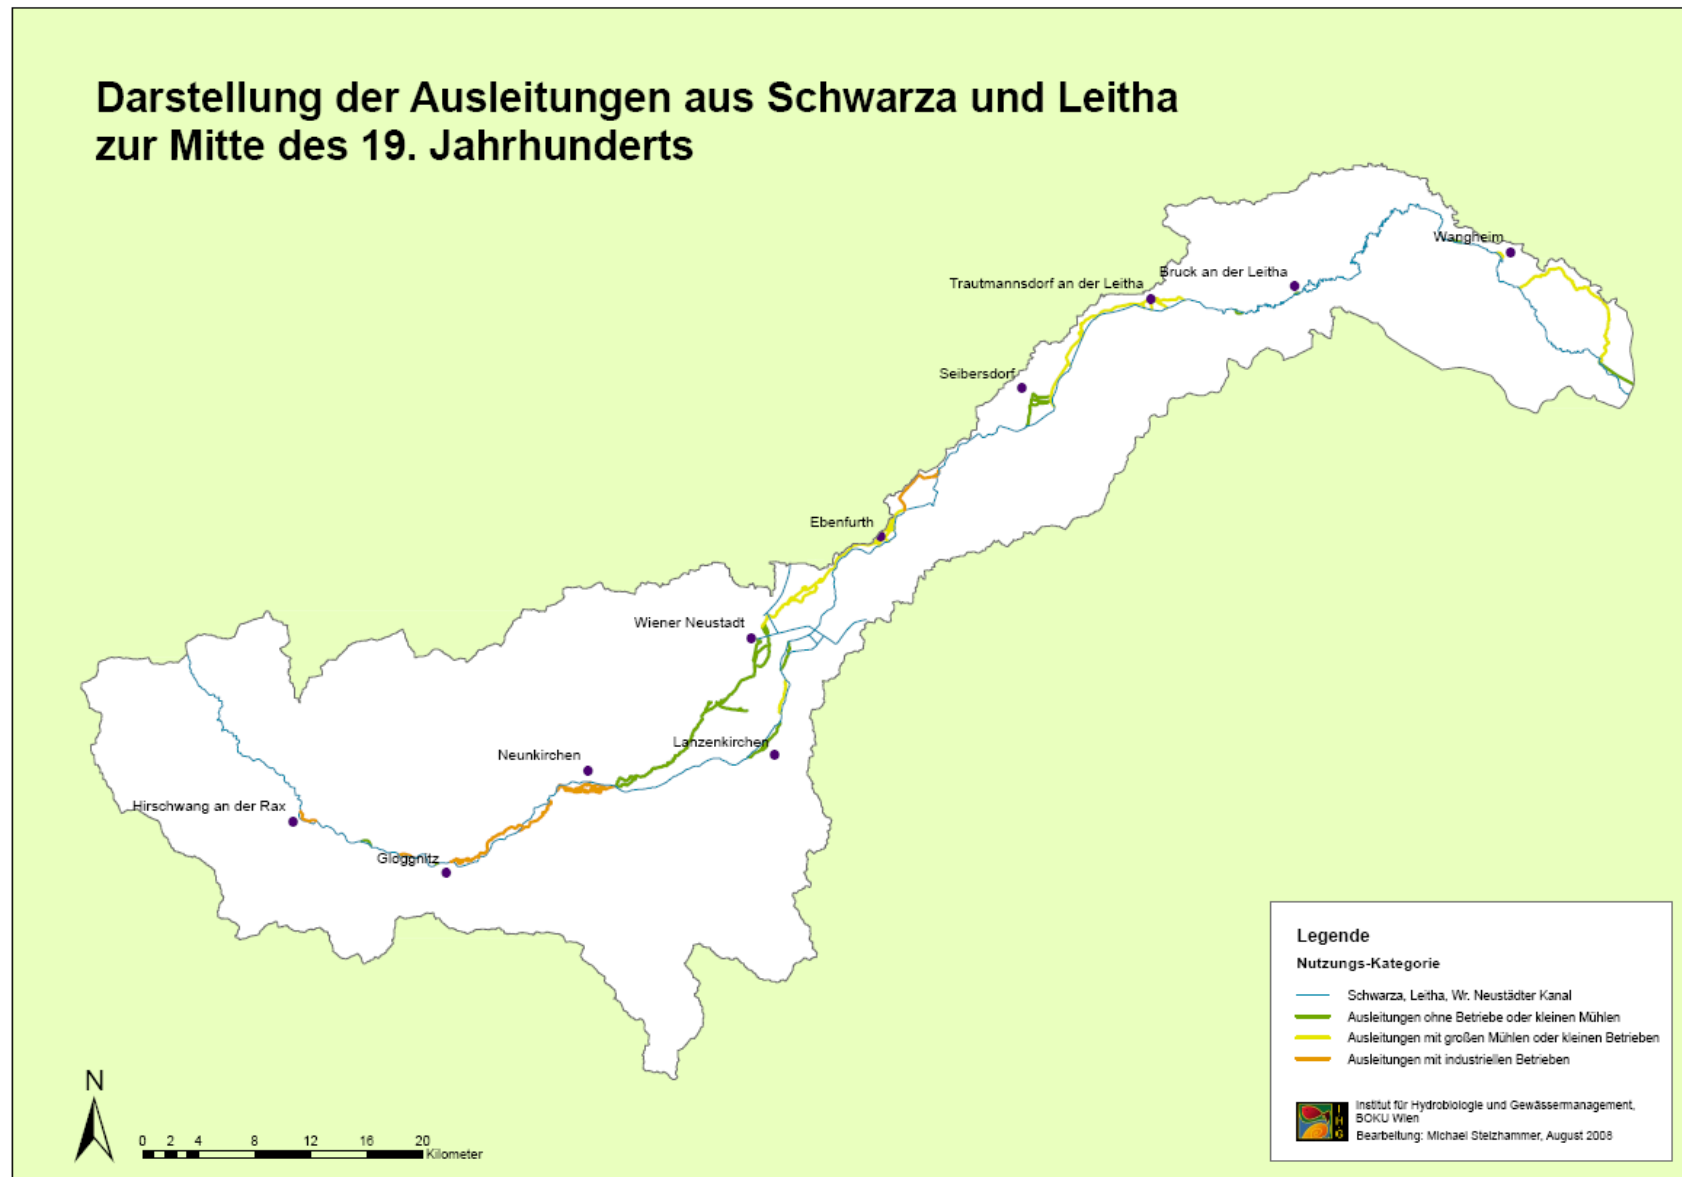 Darstellung der Ausleitungen aus Schwarza und Leitha
zur Mitte des 19. Jahrhunderts
Wangheim
Bruck an der Leitha
Trautmannsdorf an der Leitha
Seibersdorf
Ebenfurth
Wiener Neustadt
Lanzenkirchen
Neunkirchen
Hirschwang an der Rax
Gloggnitz
Legende
Nutzungs-Kategorie
Schwarza, Leitha, Wr. Neustädter Kanal
Ausleitungen ohne Betriebe oder kleinen Mühlen
Ausleitungen mit großen Mühlen oder kleinen Betrieben
Ausleitungen mit industriellen Betrieben
IHG
Institut für Hydrobiologie und Gewässermanagement,
BOKU Wien
Bearbeitung: Michael Stelzhammer, August 2008
N
0 2 4 8 12 16 20
Kilometer